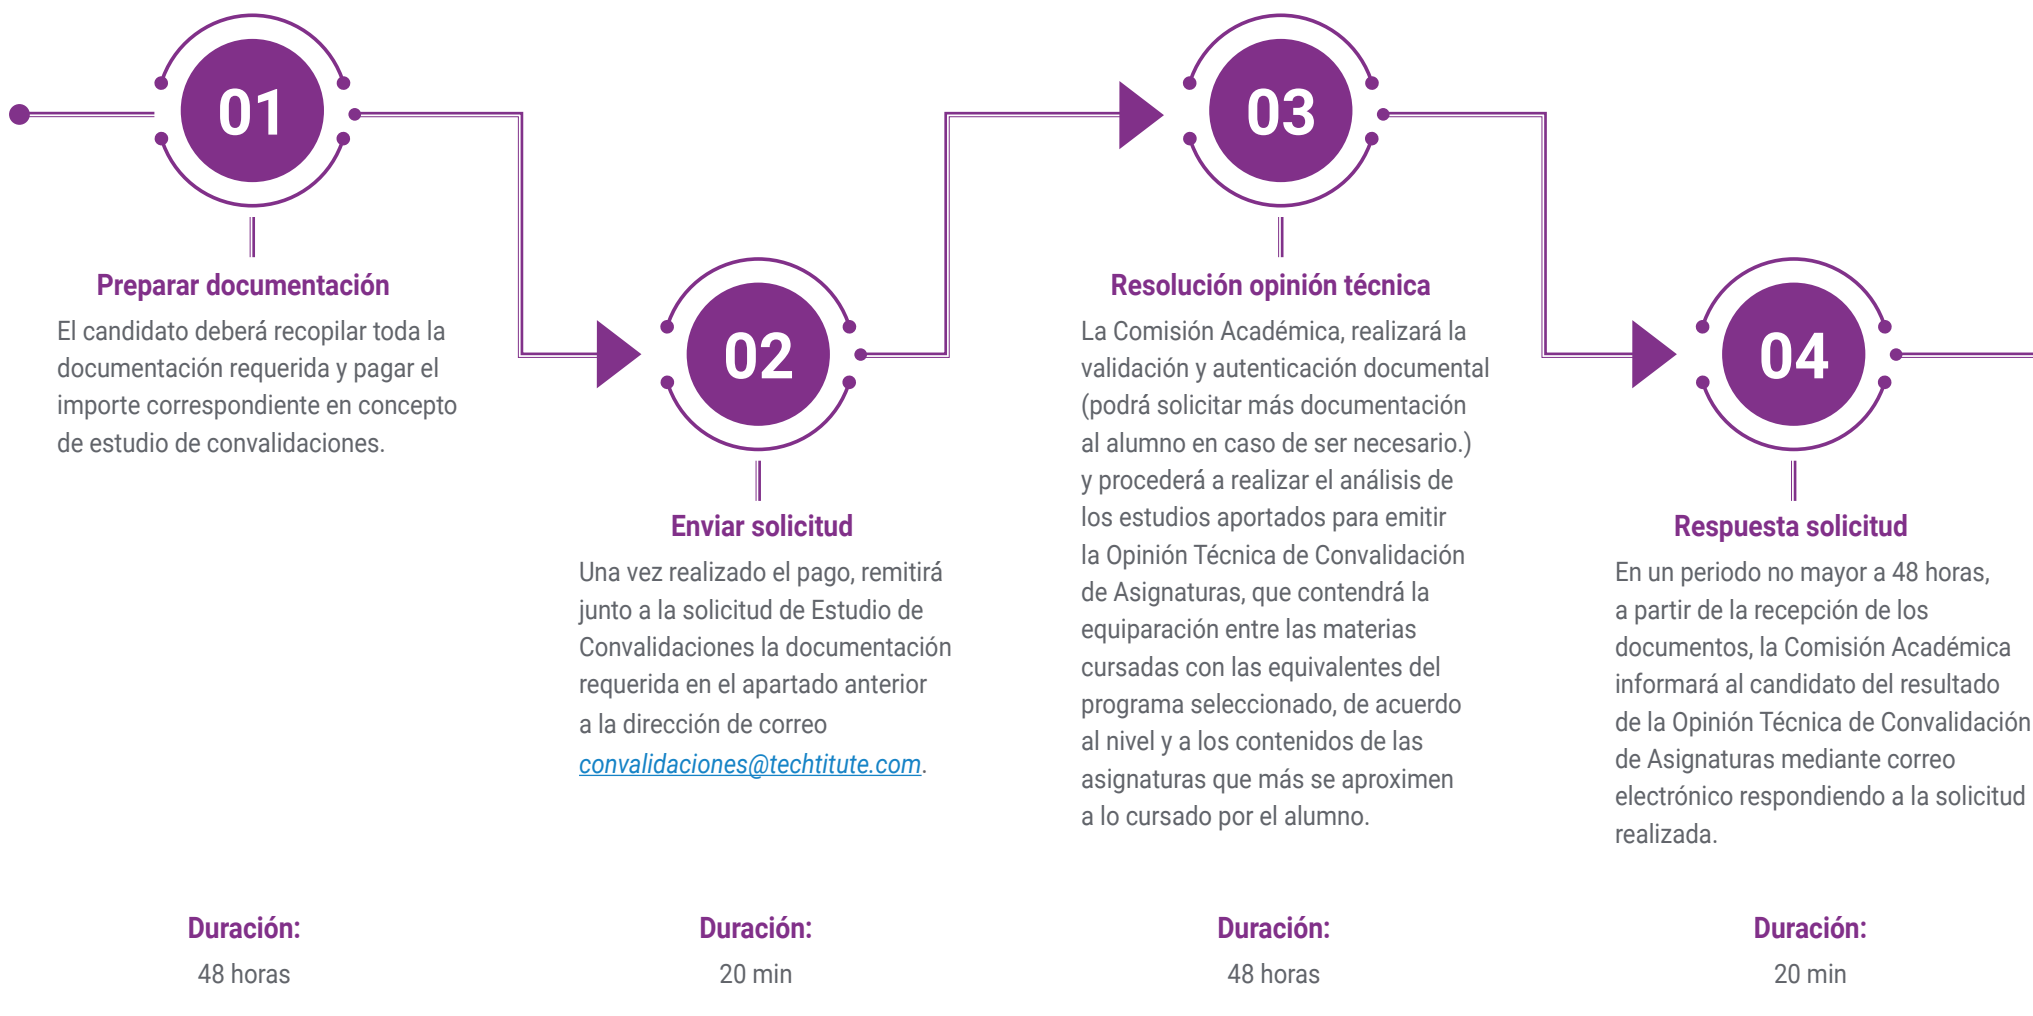 01
Preparar documentación
El candidato deberá recopilar toda la
documentación requerida y pagar el
importe correspondiente en concepto
de estudio de convalidaciones.
Duración:
48 horas
02
Enviar solicitud
Una vez realizado el pago, remitirá
junto a la solicitud de Estudio de
Convalidaciones la documentación
requerida en el apartado anterior
a la dirección de correo
convalidaciones@techtitute.com.
Duración:
20 min
03
Resolución opinión técnica
La Comisión Académica, realizará la
validación y autenticación documental
(podrá solicitar más documentación
al alumno en caso de ser necesario.)
y procederá a realizar el análisis de
los estudios aportados para emitir
la Opinión Técnica de Convalidación
de Asignaturas, que contendrá la
equiparación entre las materias
cursadas con las equivalentes del
programa seleccionado, de acuerdo
al nivel y a los contenidos de las
asignaturas que más se aproximen
a lo cursado por el alumno.
Duración:
48 horas
04
Respuesta solicitud
En un periodo no mayor a 48 horas,
a partir de la recepción de los
documentos, la Comisión Académica
informará al candidato del resultado
de la Opinión Técnica de Convalidación
de Asignaturas mediante correo
electrónico respondiendo a la solicitud
realizada.
Duración:
20 min